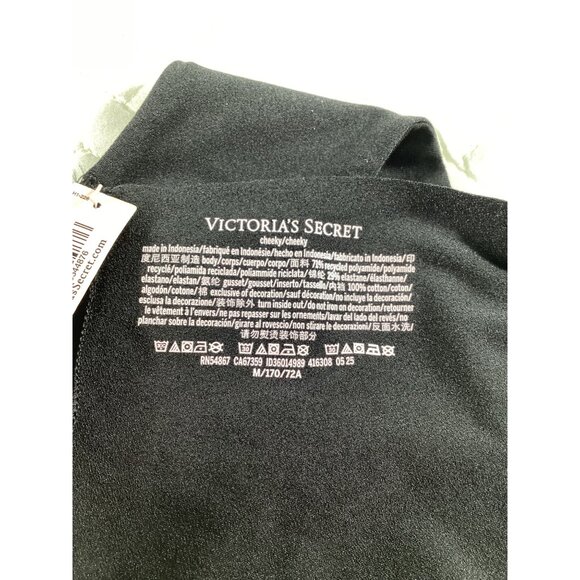 VICTORIA'S SECRET
cheeky/cheeky
made in Indonesia/fabriqué en Indonésie/hecho en Indonesia/fabbricato in Indonesia/印
度尼西亚制造 body/corps/cuerpo/corpo/面料 71% recycled polyamide/polyamide
recyclé/poliamida reciclada/poliammide riciclata/锦纶 29% elastane/élasthanne/
elastano/elastan/氨纶 gusset/gousset/inserto/tassello/内裆 100% cotton/coton/
algodón/cotone/棉 exclusive of decoration/sauf décoration/no incluye la decoración/
esclusa la decorazione/装饰除外 turn inside out/do not iron on decoration/retourner
le vêtement à l'envers/ne pas repasser sur les ornements/lavar del lado del revés/no
planchar sobre la decoración/girare al rovescio/non stirare le decorazioni/反面水洗/
请勿熨烫装饰部分
RN54867 CA67359 ID36014989 416308 05 25
M/170/72A
Secret.com